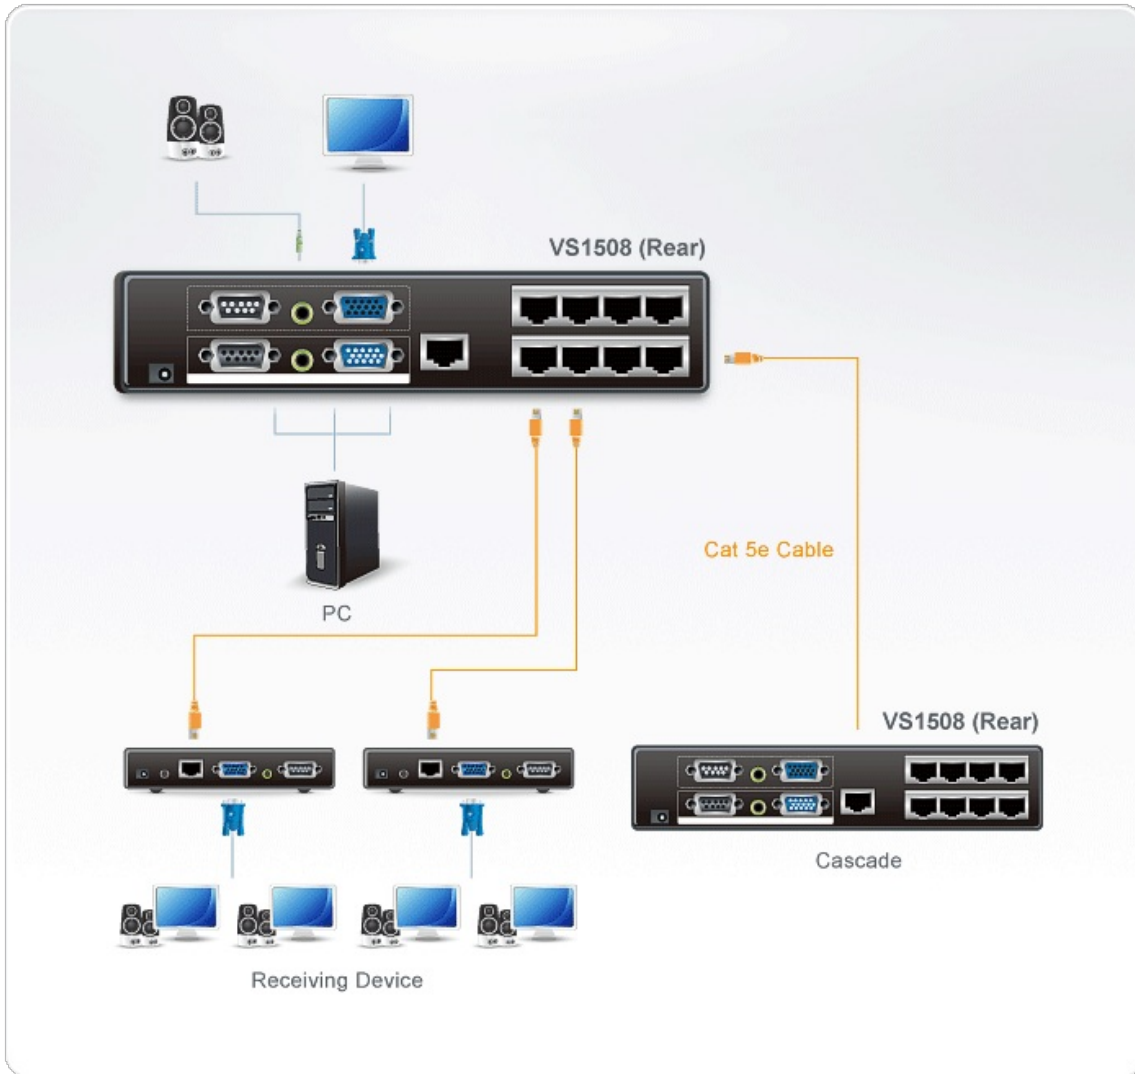 VS1508 (Rear)
Cat 5e Cable
PC
VS1508 (Rear)
Cascade
Receiving Device